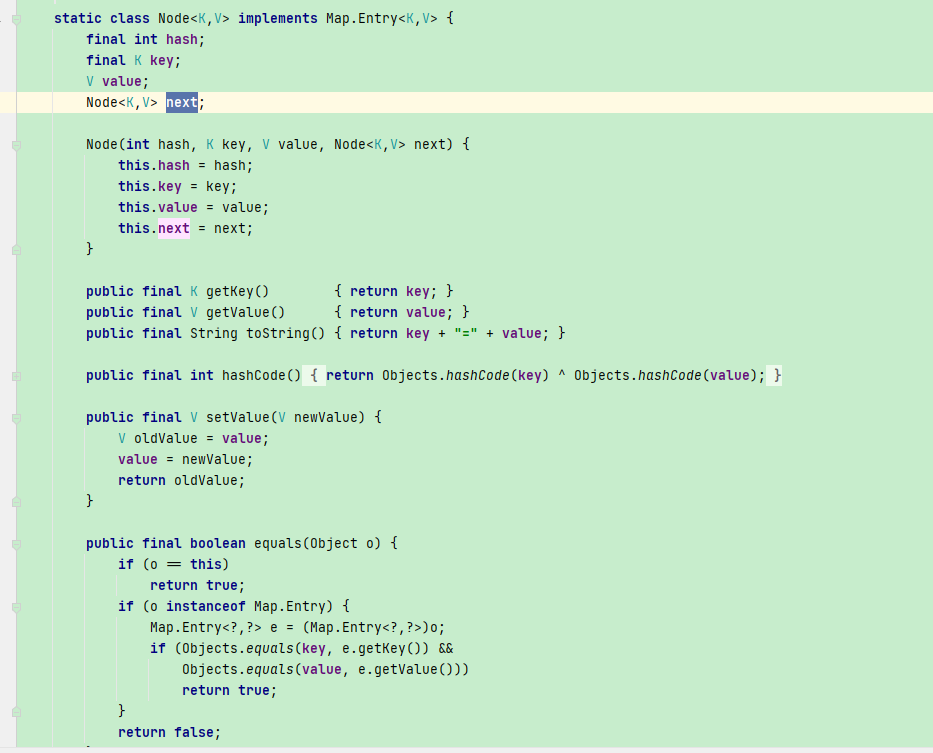 static class Node<K,V> implements Map.Entry<K,V> {
final int hash;
final K key;
V value;
Node<K,V> next;
Node(int hash, K key, V value, Node<K,V> next) {
this.hash = hash;
this.key = key;
this.value = value;
this.next = next;
}
public final K getKey()        { return key; }
public final V getValue()      { return value; }
public final String toString() { return key + "=" + value; }
public final int hashCode() { return Objects.hashCode(key) ^ Objects.hashCode(value); }
public final V setValue(V newValue) {
V oldValue = value;
value = newValue;
return oldValue;
}
public final boolean equals(Object o) {
if (o == this)
return true;
if (o instanceof Map.Entry) {
Map.Entry<?,?> e = (Map.Entry<?,?>)o;
if (Objects.equals(key, e.getKey()) &&
Objects.equals(value, e.getValue()))
return true;
}
return false;